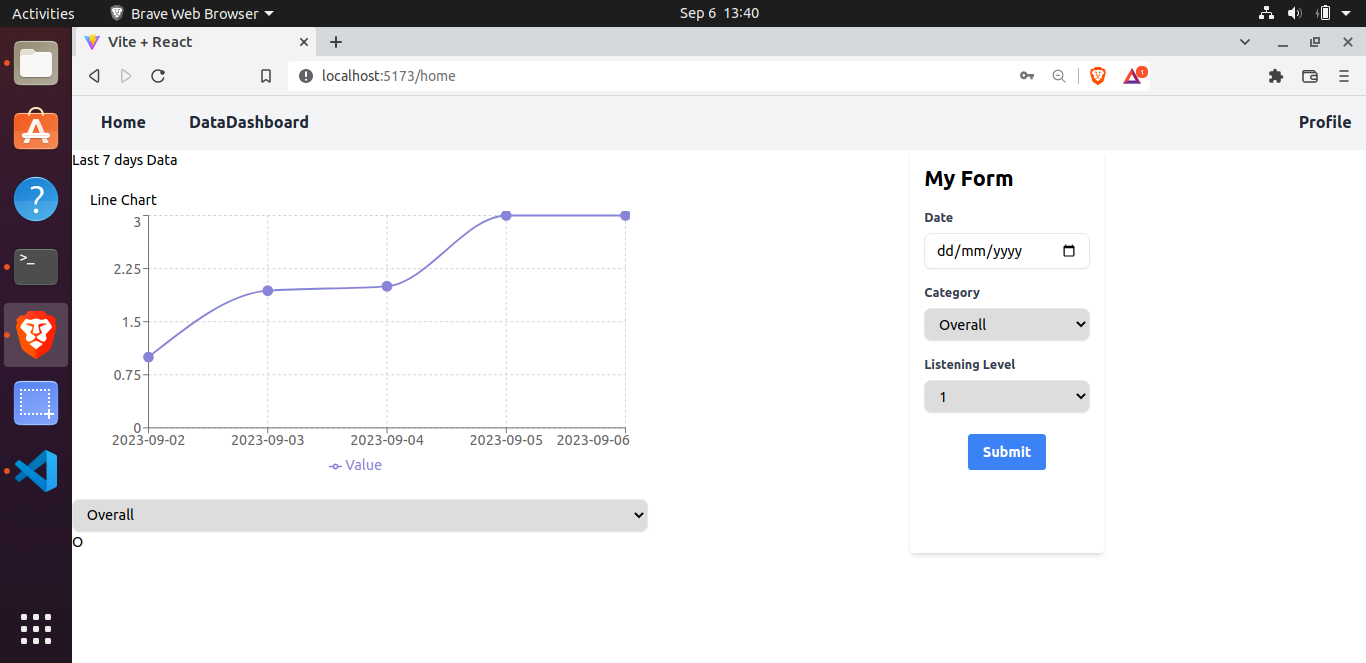 Activities Brave Web Browser Sep 6 13:40
Vite + React
localhost:5173/home 1
Home DataDashboard Profile
Last 7 days Data
Line Chart
3
2.25
1.5
0.75
0
2023-09-02 2023-09-03 2023-09-04 2023-09-05 2023-09-06
Value
Overall
O
My Form
Date
dd/mm/yyyy
Category
Overall
Listening Level
1
Submit